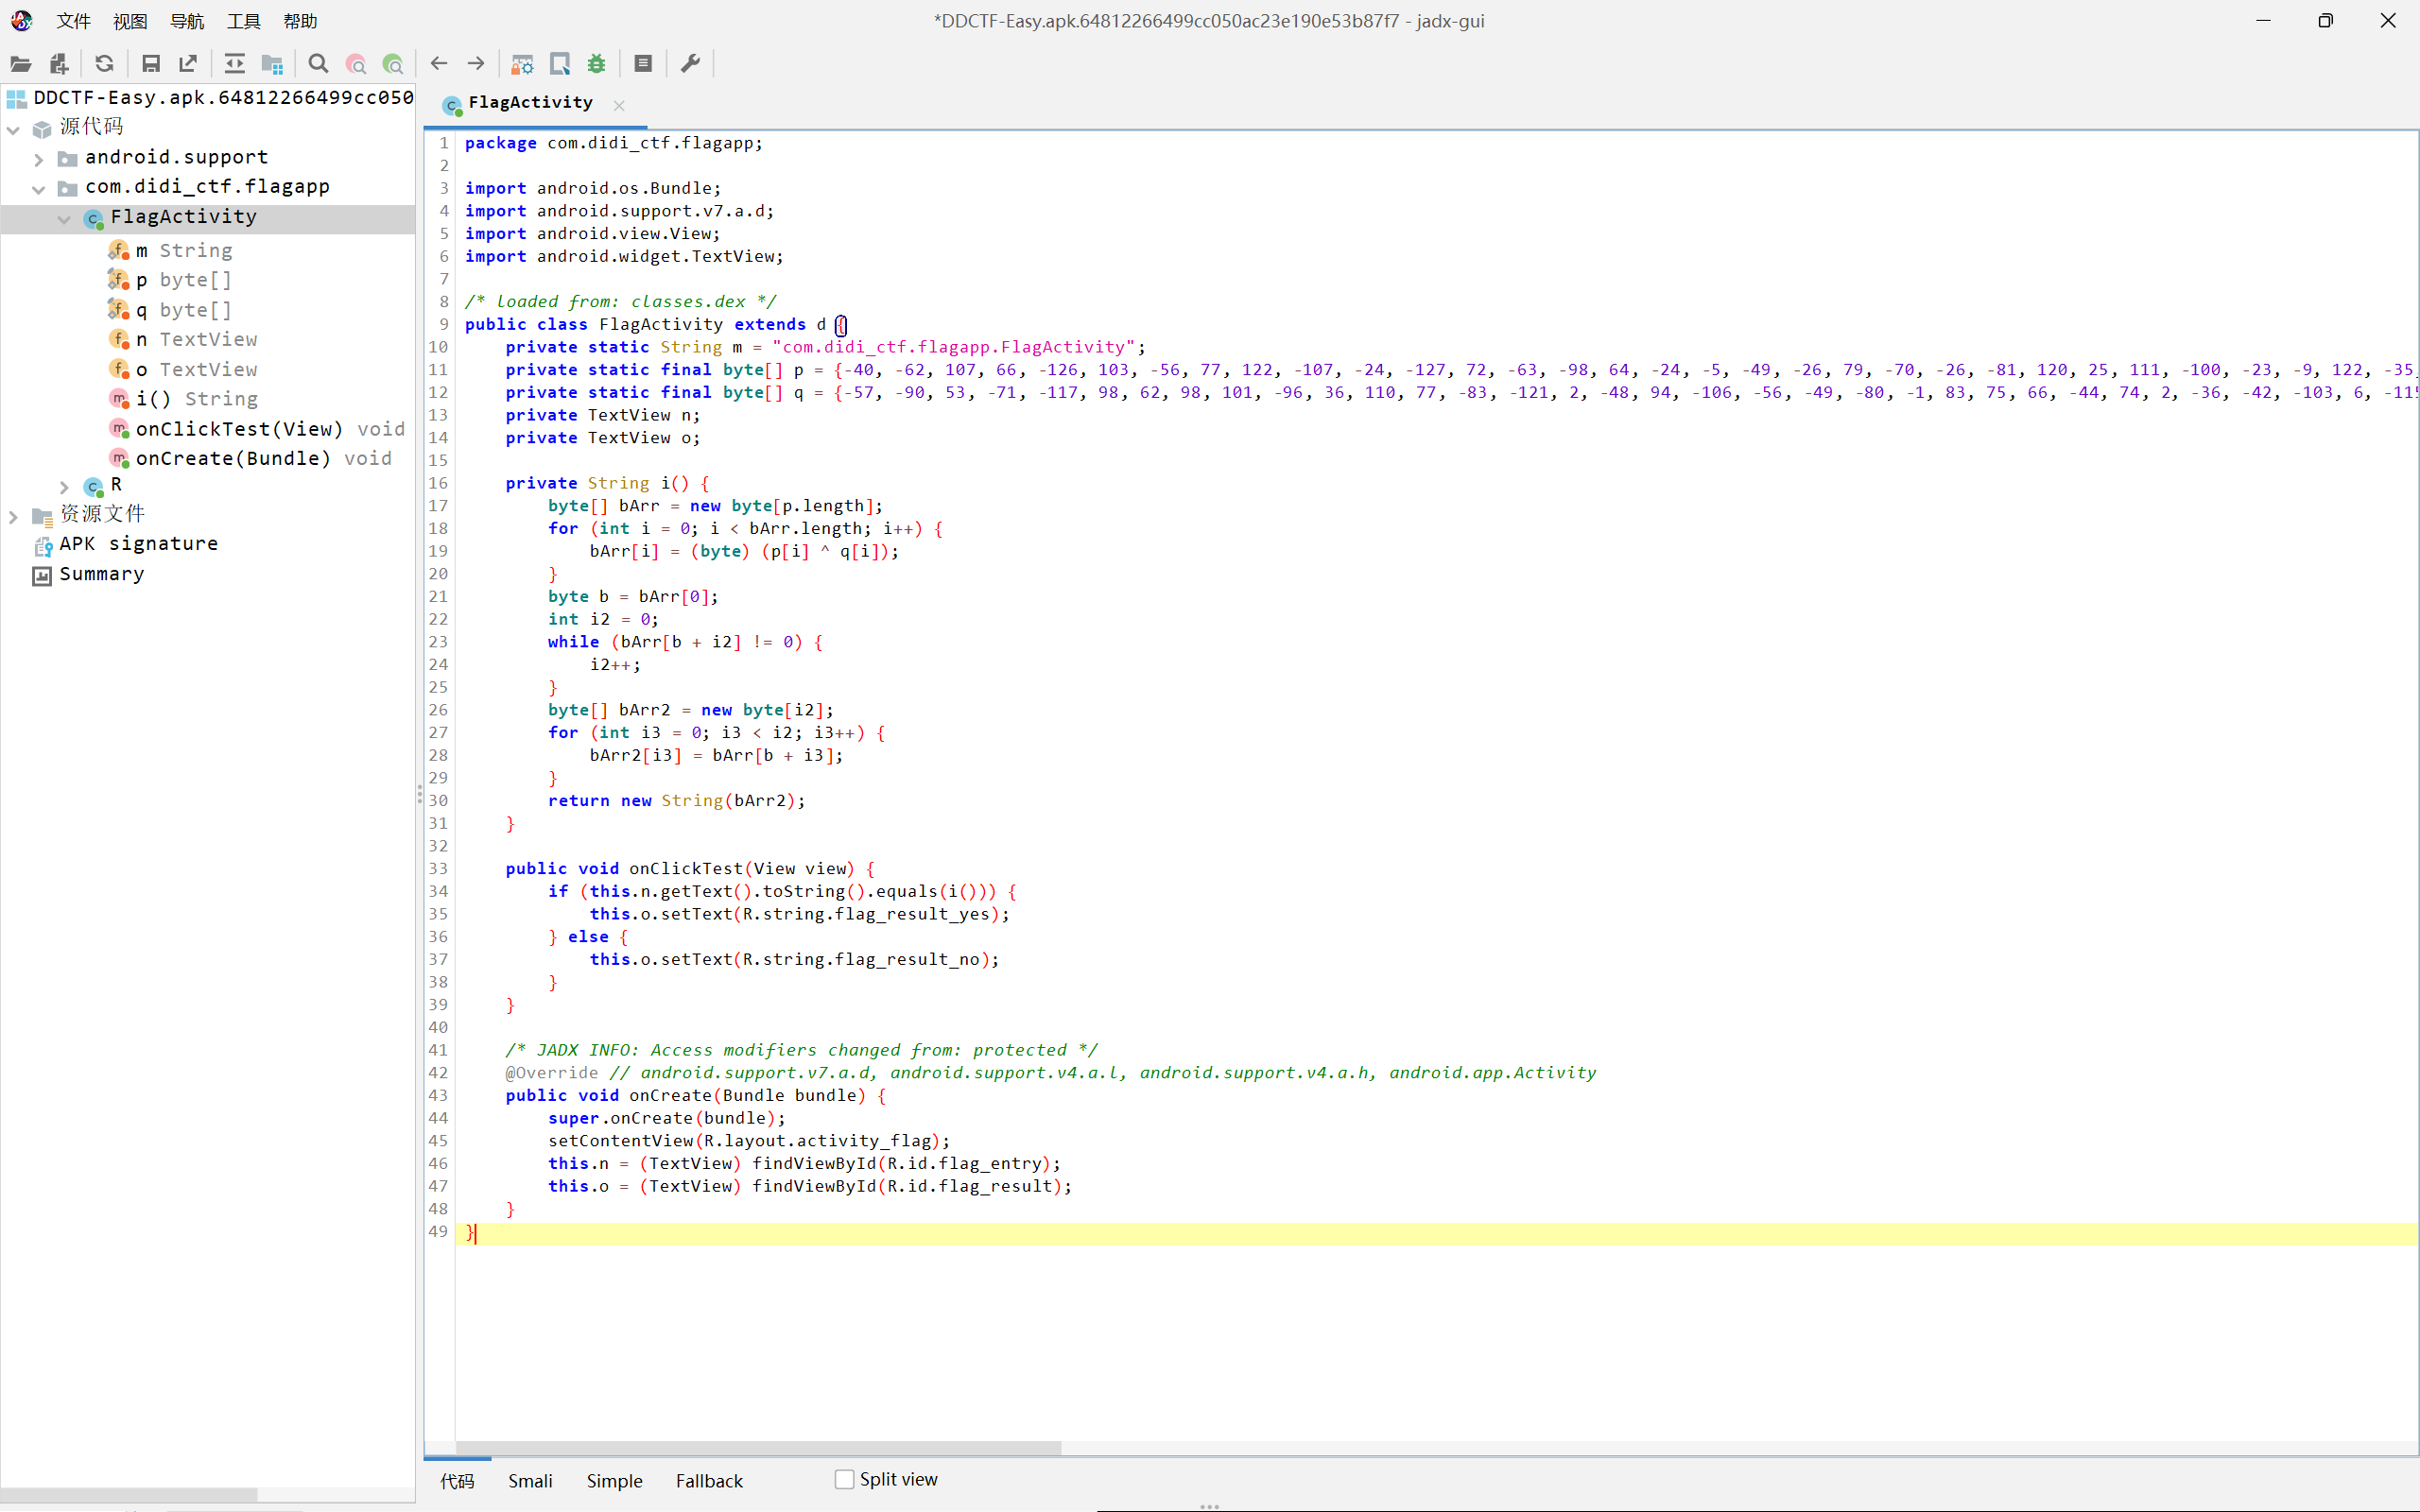 文件 视图 导航 工具 帮助
*DDCTF-Easy.apk.64812266499cc050ac23e190e53b87f7 - jadx-gui
DDCTF-Easy.apk.64812266499cc050
源代码
android.support
com.didi_ctf.flagapp
FlagActivity
m String
p byte[]
q byte[]
n TextView
o TextView
i() String
onClickTest(View) void
onCreate(Bundle) void
R
资源文件
APK signature
Summary
FlagActivity
1 package com.didi_ctf.flagapp;
2
3 import android.os.Bundle;
4 import android.support.v7.a.d;
5 import android.view.View;
6 import android.widget.TextView;
7
8 /* loaded from: classes.dex */
9 public class FlagActivity extends d {
10 private static String m = "com.didi_ctf.flagapp.FlagActivity";
11 private static final byte[] p = {-40, -62, 107, 66, -126, 103, -56, 77, 122, -107, -24, -127, 72, -63, -98, 64, -24, -5, -49, -26, 79, -70, -26, -81, 120, 25, 111, -100, -23, -9, 122, -35,
12 private static final byte[] q = {-57, -90, 53, -71, -117, 98, 62, 98, 101, -96, 36, 110, 77, -83, -121, 2, -48, 94, -106, -56, -49, -80, -1, 83, 75, 66, -44, 74, 2, -36, -42, -103, 6, -115
13 private TextView n;
14 private TextView o;
15
16 private String i() {
17 byte[] bArr = new byte[p.length];
18 for (int i = 0; i < bArr.length; i++) {
19 bArr[i] = (byte) (p[i] ^ q[i]);
20 }
21 byte b = bArr[0];
22 int i2 = 0;
23 while (bArr[b + i2] != 0) {
24 i2++;
25 }
26 byte[] bArr2 = new byte[i2];
27 for (int i3 = 0; i3 < i2; i3++) {
28 bArr2[i3] = bArr[b + i3];
29 }
30 return new String(bArr2);
31 }
32
33 public void onClickTest(View view) {
34 if (this.n.getText().toString().equals(i())) {
35 this.o.setText(R.string.flag_result_yes);
36 } else {
37 this.o.setText(R.string.flag_result_no);
38 }
39 }
40
41 /* JADX INFO: Access modifiers changed from: protected */
42 @Override // android.support.v7.a.d, android.support.v4.a.l, android.support.v4.a.h, android.app.Activity
43 public void onCreate(Bundle bundle) {
44 super.onCreate(bundle);
45 setContentView(R.layout.activity_flag);
46 this.n = (TextView) findViewById(R.id.flag_entry);
47 this.o = (TextView) findViewById(R.id.flag_result);
48 }
49 }
代码 Smali Simple Fallback Split view